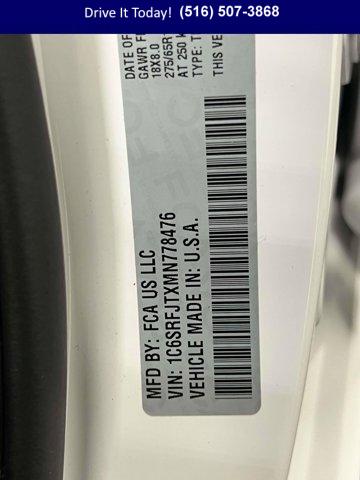 Drive It Today! (516) 507-3868
MFD BY: FCA US LLC
VIN: 1C6SRFJTXMN778476
VEHICLE MADE IN: U.S.A.
DATE OF
GAWR
18X8.0
275/65R
AT 250
TYPE: T
THIS VE